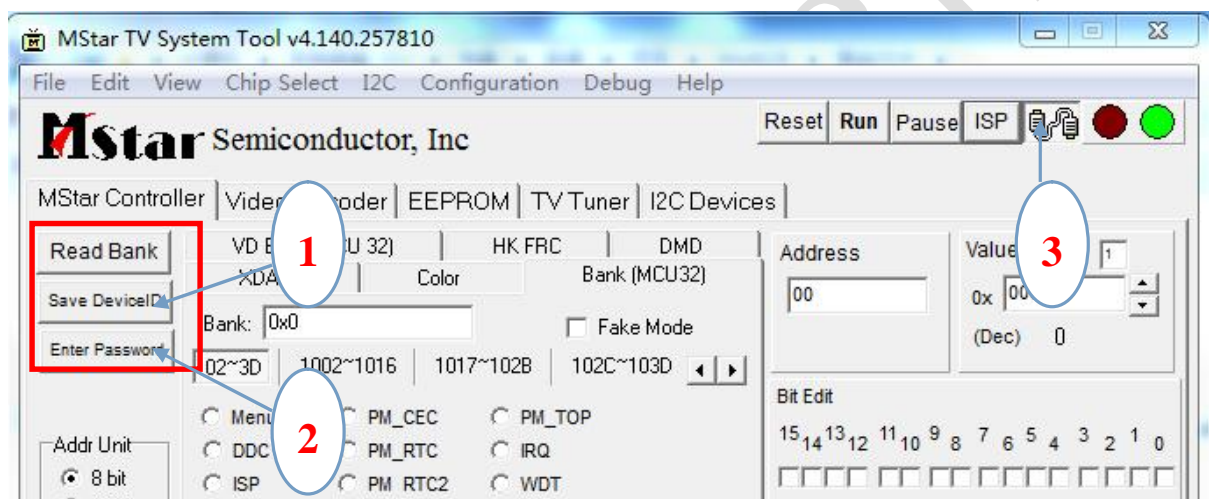 MStar TV System Tool v4.140.257810
File Edit View Chip Select I2C Configuration Debug Help
MStar Semiconductor, Inc
Reset Run Pause ISP
MStar Controller Video coder EEPROM TV Tuner I2C Devices
Read Bank
Save DeviceID
Enter Password
1
2
3
VD U 32) HK FRC DMD
XDA Color Bank (MCU32)
Bank: 0x0 Fake Mode
02~3D 1002~1016 1017~102B 102C~103D
Menu PM_CEC PM_TOP
DDC PM_RTC IRQ
ISP PM_RTC2 WDT
Addr Unit
8 bit
Address
00
Value 1
0x 00
(Dec) 0
Bit Edit
15 14 13 12 11 10 9 8 7 6 5 4 3 2 1 0